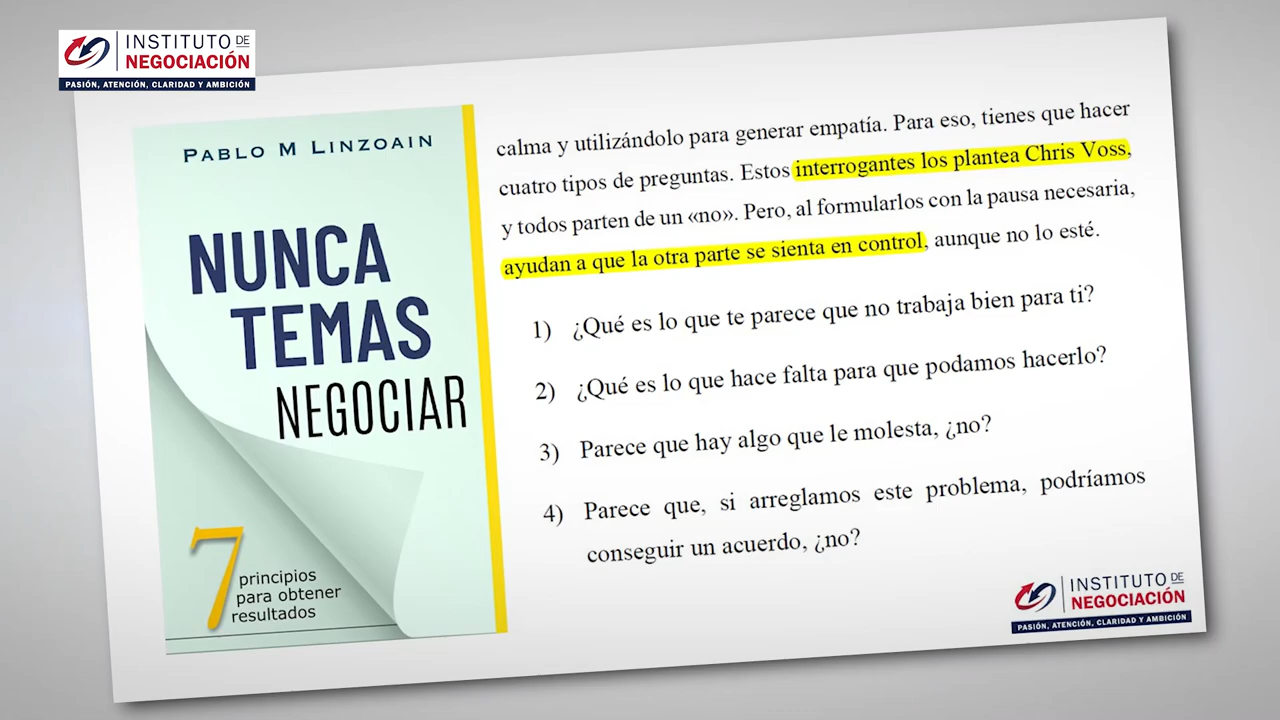 INSTITUTO DE
NEGOCIACIÓN
PASIÓN, ATENCIÓN, CLARIDAD Y AMBICIÓN
PABLO M LINZOAIN
NUNCA
TEMAS
NEGOCIAR
7
principios
para obtener
resultados
calma y utilizándolo para generar empatía. Para eso, tienes que hacer
cuatro tipos de preguntas. Estos interrogantes los plantea Chris Voss,
y todos parten de un «no». Pero, al formularlos con la pausa necesaria,
ayudan a que la otra parte se sienta en control, aunque no lo esté.
1) ¿Qué es lo que te parece que no trabaja bien para ti?
2) ¿Qué es lo que hace falta para que podamos hacerlo?
3) Parece que hay algo que le molesta, ¿no?
4) Parece que, si arreglamos este problema, podríamos
conseguir un acuerdo, ¿no?
INSTITUTO DE
NEGOCIACIÓN
PASIÓN, ATENCIÓN, CLARIDAD Y AMBICIÓN